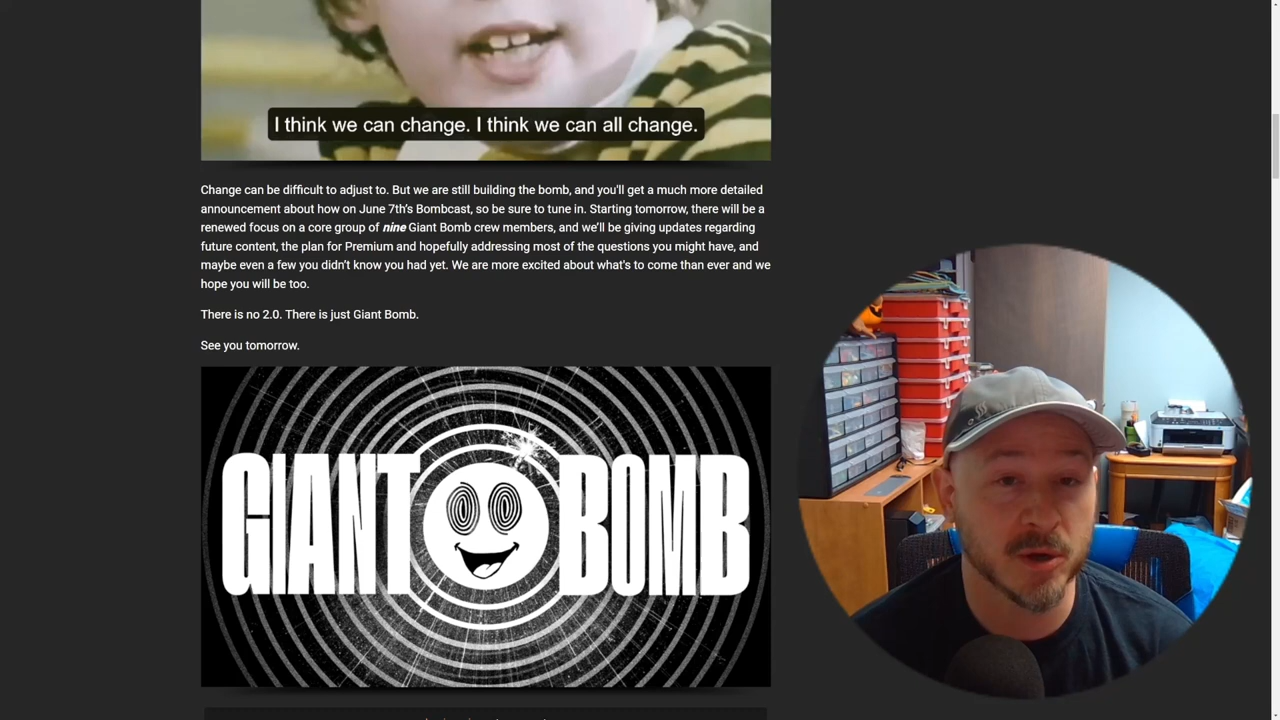 I think we can change. I think we can all change.
Change can be difficult to adjust to. But we are still building the bomb, and you'll get a much more detailed
announcement about how on June 7th's Bombcast, so be sure to tune in. Starting tomorrow, there will be a
renewed focus on a core group of nine Giant Bomb crew members, and we'll be giving updates regarding
future content, the plan for Premium and hopefully addressing most of the questions you might have, and
maybe even a few you didn't know you had yet. We are more excited about what's to come than ever and we
hope you will be too.
There is no 2.0. There is just Giant Bomb.
See you tomorrow.
GIANT BOMB